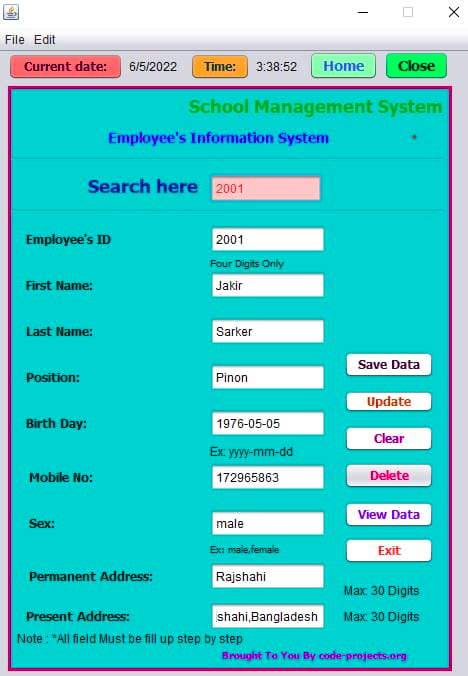 File Edit
Current date: 6/5/2022 Time: 3:38:52 Home Close
School Management System
Employee's Information System *
Search here 2001
Employee's ID 2001
Four Digits Only
First Name: Jakir
Last Name: Sarker
Save Data
Position: Pinon
Update
Birth Day: 1976-05-05
Clear
Ex: yyyy-mm-dd
Mobile No: 172965863 Delete
Sex: male View Data
Ex: male,female Exit
Permanent Address: Rajshahi
Max: 30 Digits
Present Address: shahi,Bangladesh Max: 30 Digits
Note : *All field Must be fill up step by step
Brought To You By code-projects.org